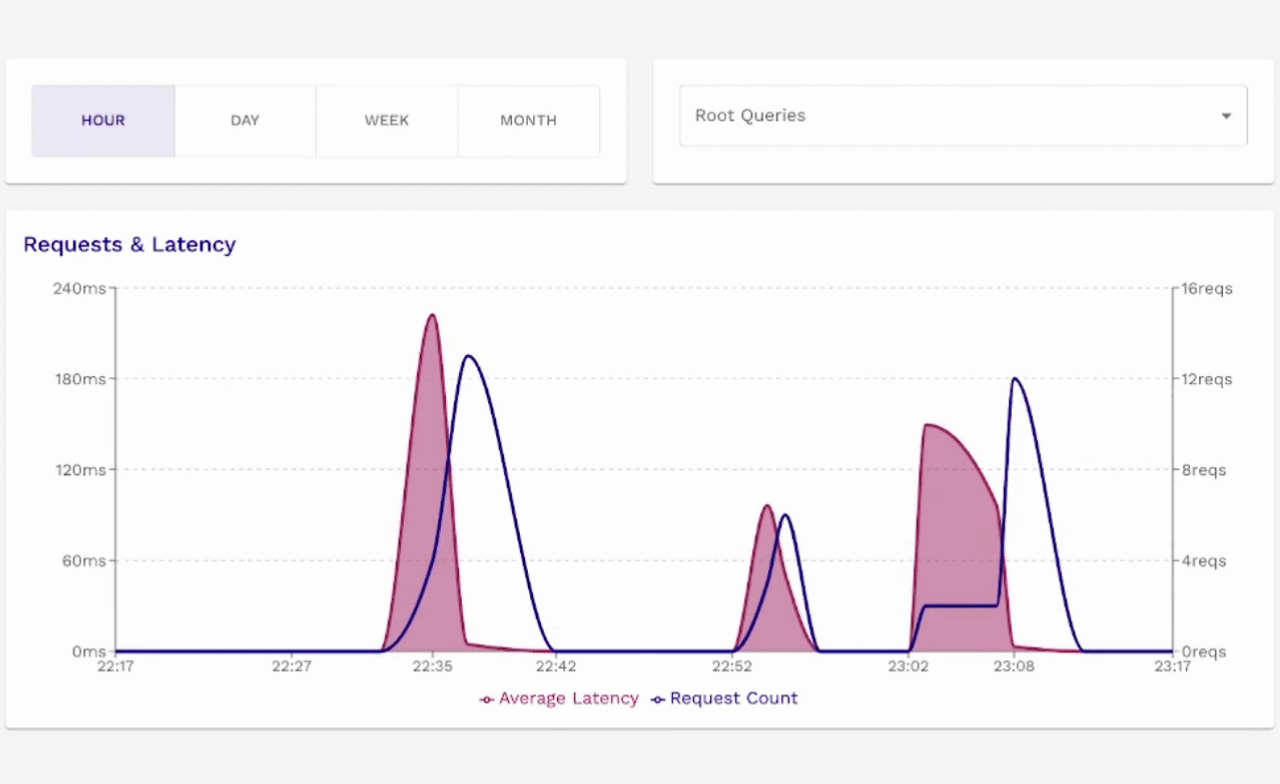 HOUR DAY WEEK MONTH
Root Queries
Requests & Latency
240ms 16reqs
180ms 12reqs
120ms 8reqs
60ms 4reqs
0ms 0reqs
22:17 22:27 22:35 22:42 22:52 23:02 23:08 23:17
Average Latency Request Count